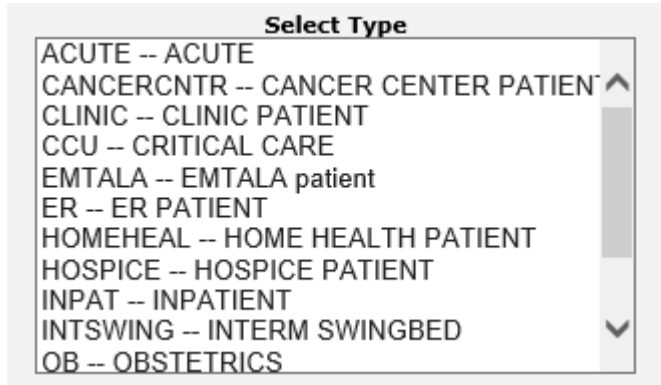 Select Type
ACUTE -- ACUTE
CANCERCNTR -- CANCER CENTER PATIENT
CLINIC -- CLINIC PATIENT
CCU -- CRITICAL CARE
EMTALA -- EMTALA patient
ER -- ER PATIENT
HOMEHEAL -- HOME HEALTH PATIENT
HOSPICE -- HOSPICE PATIENT
INPAT -- INPATIENT
INTSWING -- INTERM SWINGBED
OB -- OBSTETRICS